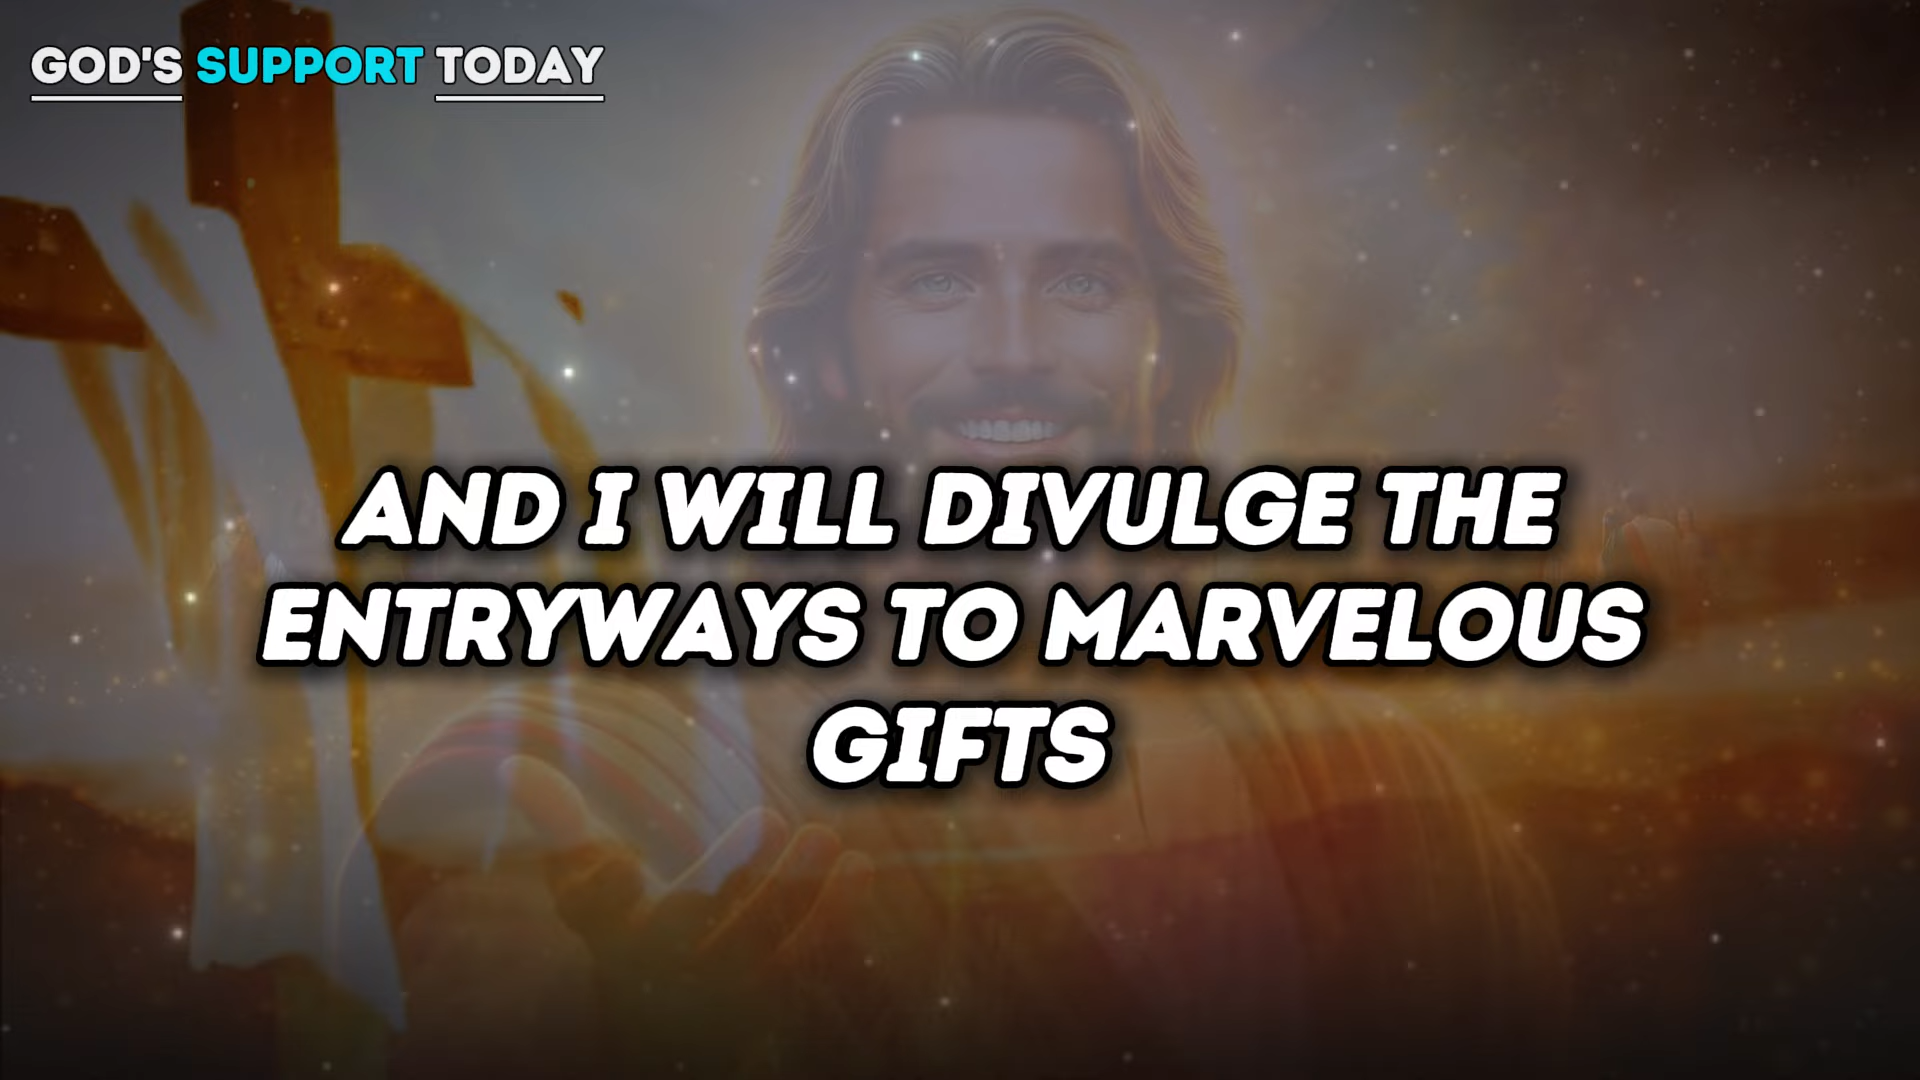 GOD'S SUPPORT TODAY
AND I WILL DIVULGE THE
ENTRYWAYS TO MARVELOUS
GIFTS